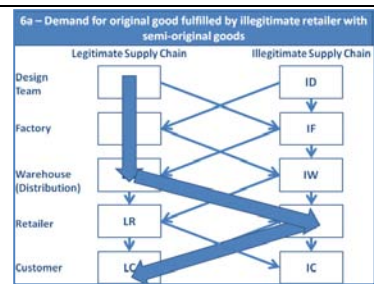 6a – Demand for original good fulfilled by illegitimate retailer with
semi-original goods
Legitimate Supply Chain Illegitimate Supply Chain
Design
Team
ID
Factory
IF
Warehouse
(Distribution)
IW
Retailer
LR
Customer
LC
IC